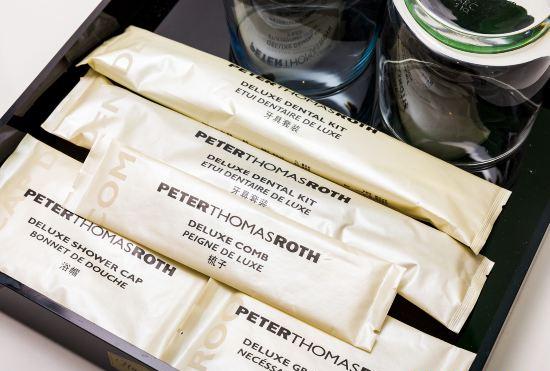 PETERTHOMASROTH
DELUXE DENTAL KIT
ETUI DENTAIRE DE LUXE
牙具套装
PETERTHOMASROTH
DELUXE DENTAL KIT
ETUI DENTAIRE DE LUXE
牙具套装
PETERTHOMASROTH
DELUXE COMB
PEIGNE DE LUXE
梳子
PETERTHOMASROTH
DELUXE SHOWER CAP
BONNET DE DOUCHE
浴帽
PETERTHOMASROTH
DELUXE